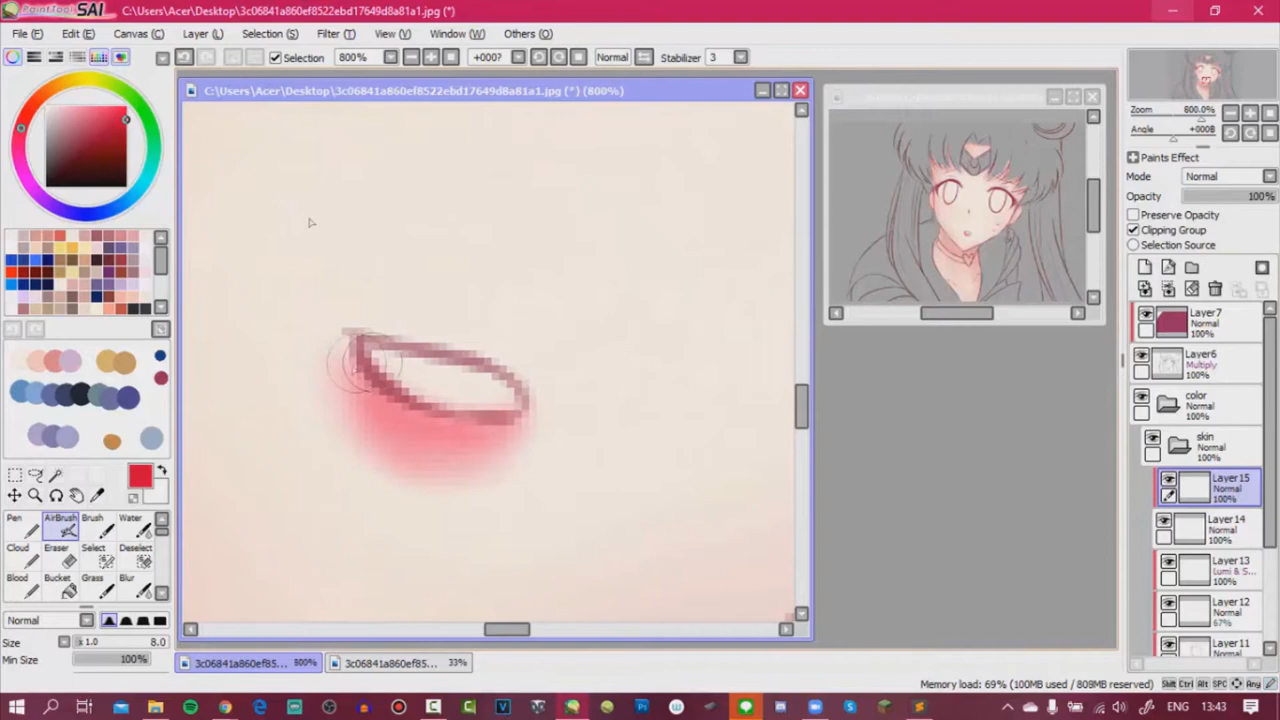 PaintTool SAI C:\Users\Acer\Desktop\3c06841a860ef8522ebd17649d8a81a1.jpg (*)
File (F) Edit (E) Canvas (C) Layer (L) Selection (S) Filter (T) View (V) Window (W) Others (O)
Selection 800% +000? Normal Stabilizer 3
C:\Users\Acer\Desktop\3c06841a860ef8522ebd17649d8a81a1.jpg (*) (800%)
Zoom 800.0%
Angle +000B
Paints Effect
Mode Normal
Opacity 100%
Preserve Opacity
Clipping Group
Selection Source
Layer7
Normal
100%
Layer6
Multiply
100%
color
Normal
100%
skin
Normal
100%
Layer15
Normal
100%
Layer14
Normal
100%
Layer13
Lumi & S...
100%
Layer12
Normal
67%
Layer11
Normal
Pen AirBrush Brush Water
Cloud Eraser Select Deselect
Blood Bucket Grass Blur
Normal
Size x 1.0 8.0
Min Size 100%
3c06841a860ef85... 800% 3c06841a860ef85... 33%
Memory load: 69% (100MB used / 809MB reserved) Shift Ctrl Alt SPC Any
ENG 13:43